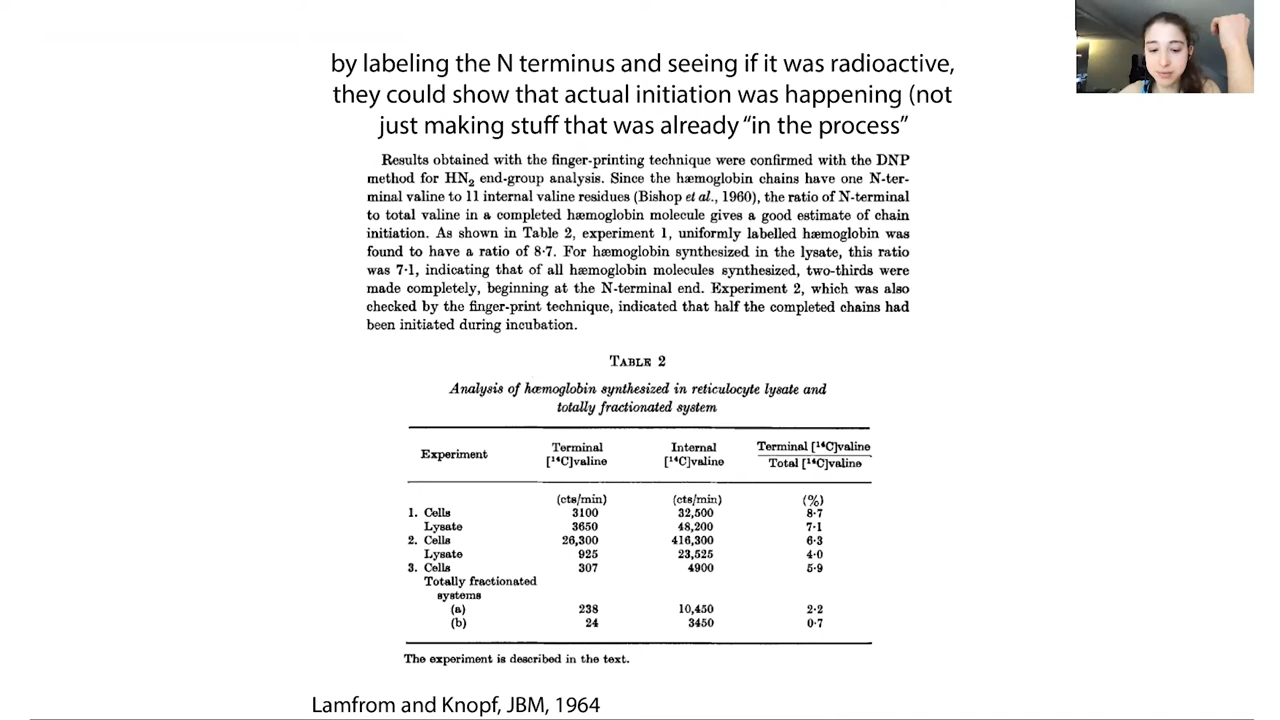 by labeling the N terminus and seeing if it was radioactive,
they could show that actual initiation was happening (not
just making stuff that was already “in the process”
Results obtained with the finger-printing technique were confirmed with the DNP
method for HN2 end-group analysis. Since the hæmoglobin chains have one N-ter-
minal valine to 11 internal valine residues (Bishop et al., 1960), the ratio of N-terminal
to total valine in a completed hæmoglobin molecule gives a good estimate of chain
initiation. As shown in Table 2, experiment 1, uniformly labelled hæmoglobin was
found to have a ratio of 8·7. For hæmoglobin synthesized in the lysate, this ratio
was 7·1, indicating that of all hæmoglobin molecules synthesized, two-thirds were
made completely, beginning at the N-terminal end. Experiment 2, which was also
checked by the finger-print technique, indicated that half the completed chains had
been initiated during incubation.
TABLE 2
Analysis of hæmoglobin synthesized in reticulocyte lysate and
totally fractionated system
Experiment Terminal [¹⁴C]valine Internal [¹⁴C]valine Terminal [¹⁴C]valine / Total [¹⁴C]valine
(cts/min) (cts/min) (%)
1. Cells 3100 32,500 8·7
Lysate 3650 48,200 7·1
2. Cells 26,300 416,300 6·3
Lysate 925 23,525 4·0
3. Cells 307 4900 5·9
Totally fractionated
systems
(a) 238 10,450 2·2
(b) 24 3450 0·7
The experiment is described in the text.
Lamfrom and Knopf, JBM, 1964